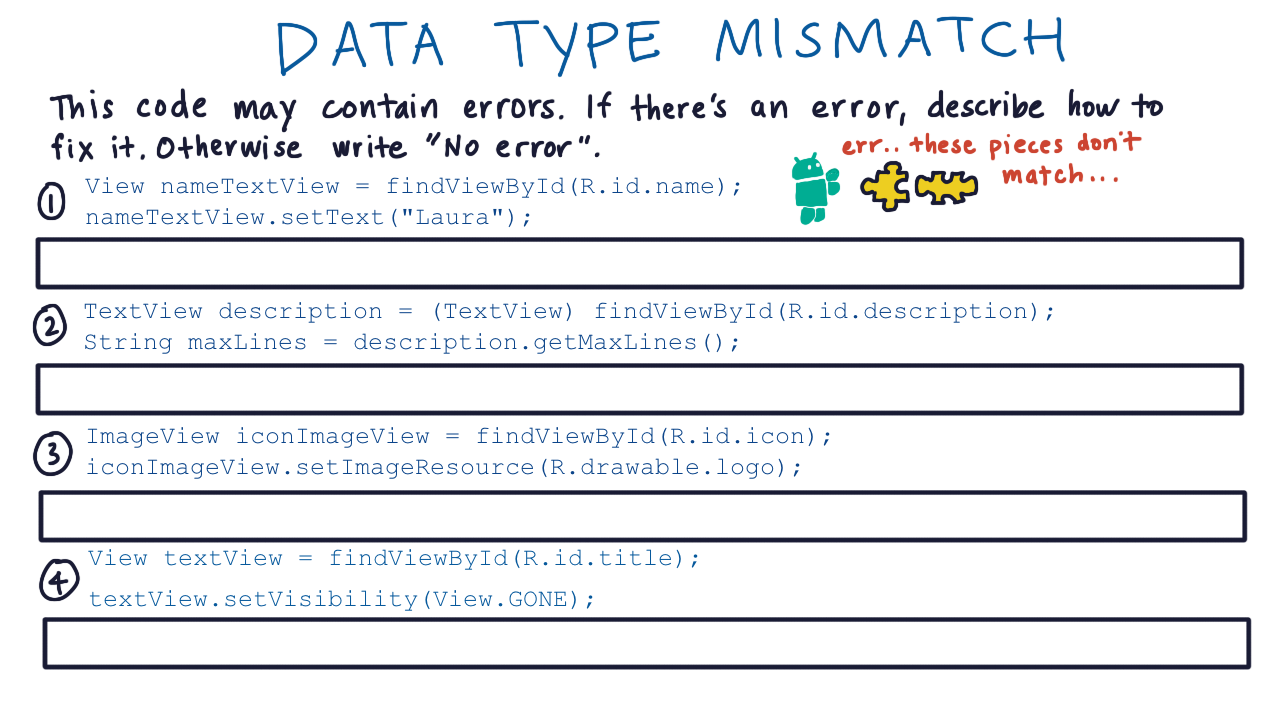 DATA TYPE MISMATCH
This code may contain errors. If there's an error, describe how to
fix it. Otherwise write "No error".
err.. these pieces don't
match...
1 View nameTextView = findViewById(R.id.name);
nameTextView.setText("Laura");
2 TextView description = (TextView) findViewById(R.id.description);
String maxLines = description.getMaxLines();
3 ImageView iconImageView = findViewById(R.id.icon);
iconImageView.setImageResource(R.drawable.logo);
4 View textView = findViewById(R.id.title);
textView.setVisibility(View.GONE);